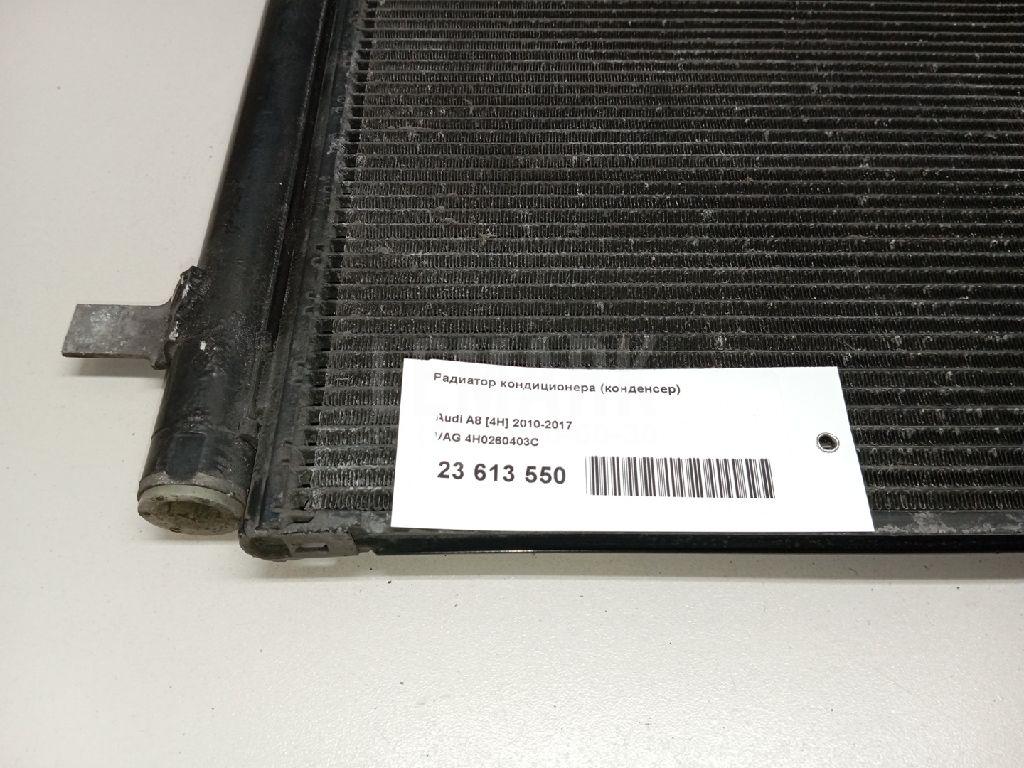 Радиатор кондиционера (конденсер)
Audi A8 [4H] 2010-2017
VAG 4H0260403C
23 613 550